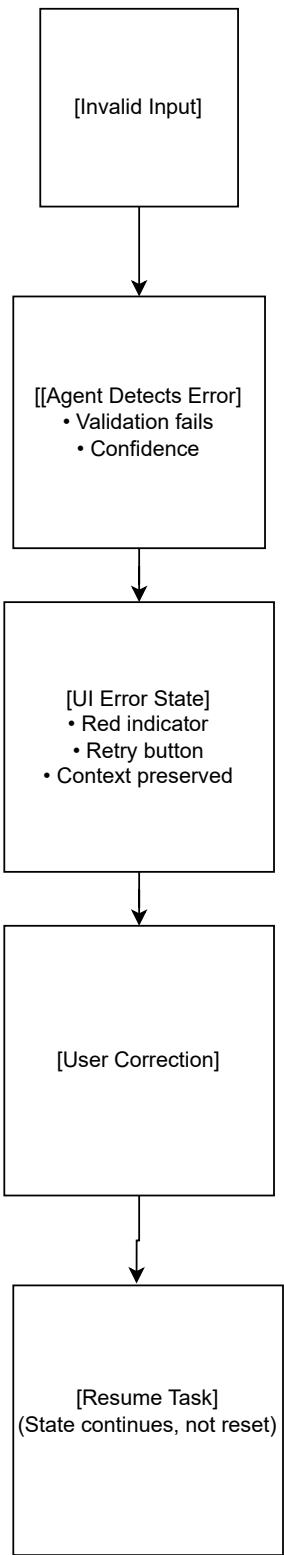 [Invalid Input]
[[Agent Detects Error]
• Validation fails
• Confidence
[UI Error State]
• Red indicator
• Retry button
• Context preserved
[User Correction]
[Resume Task]
(State continues, not reset)